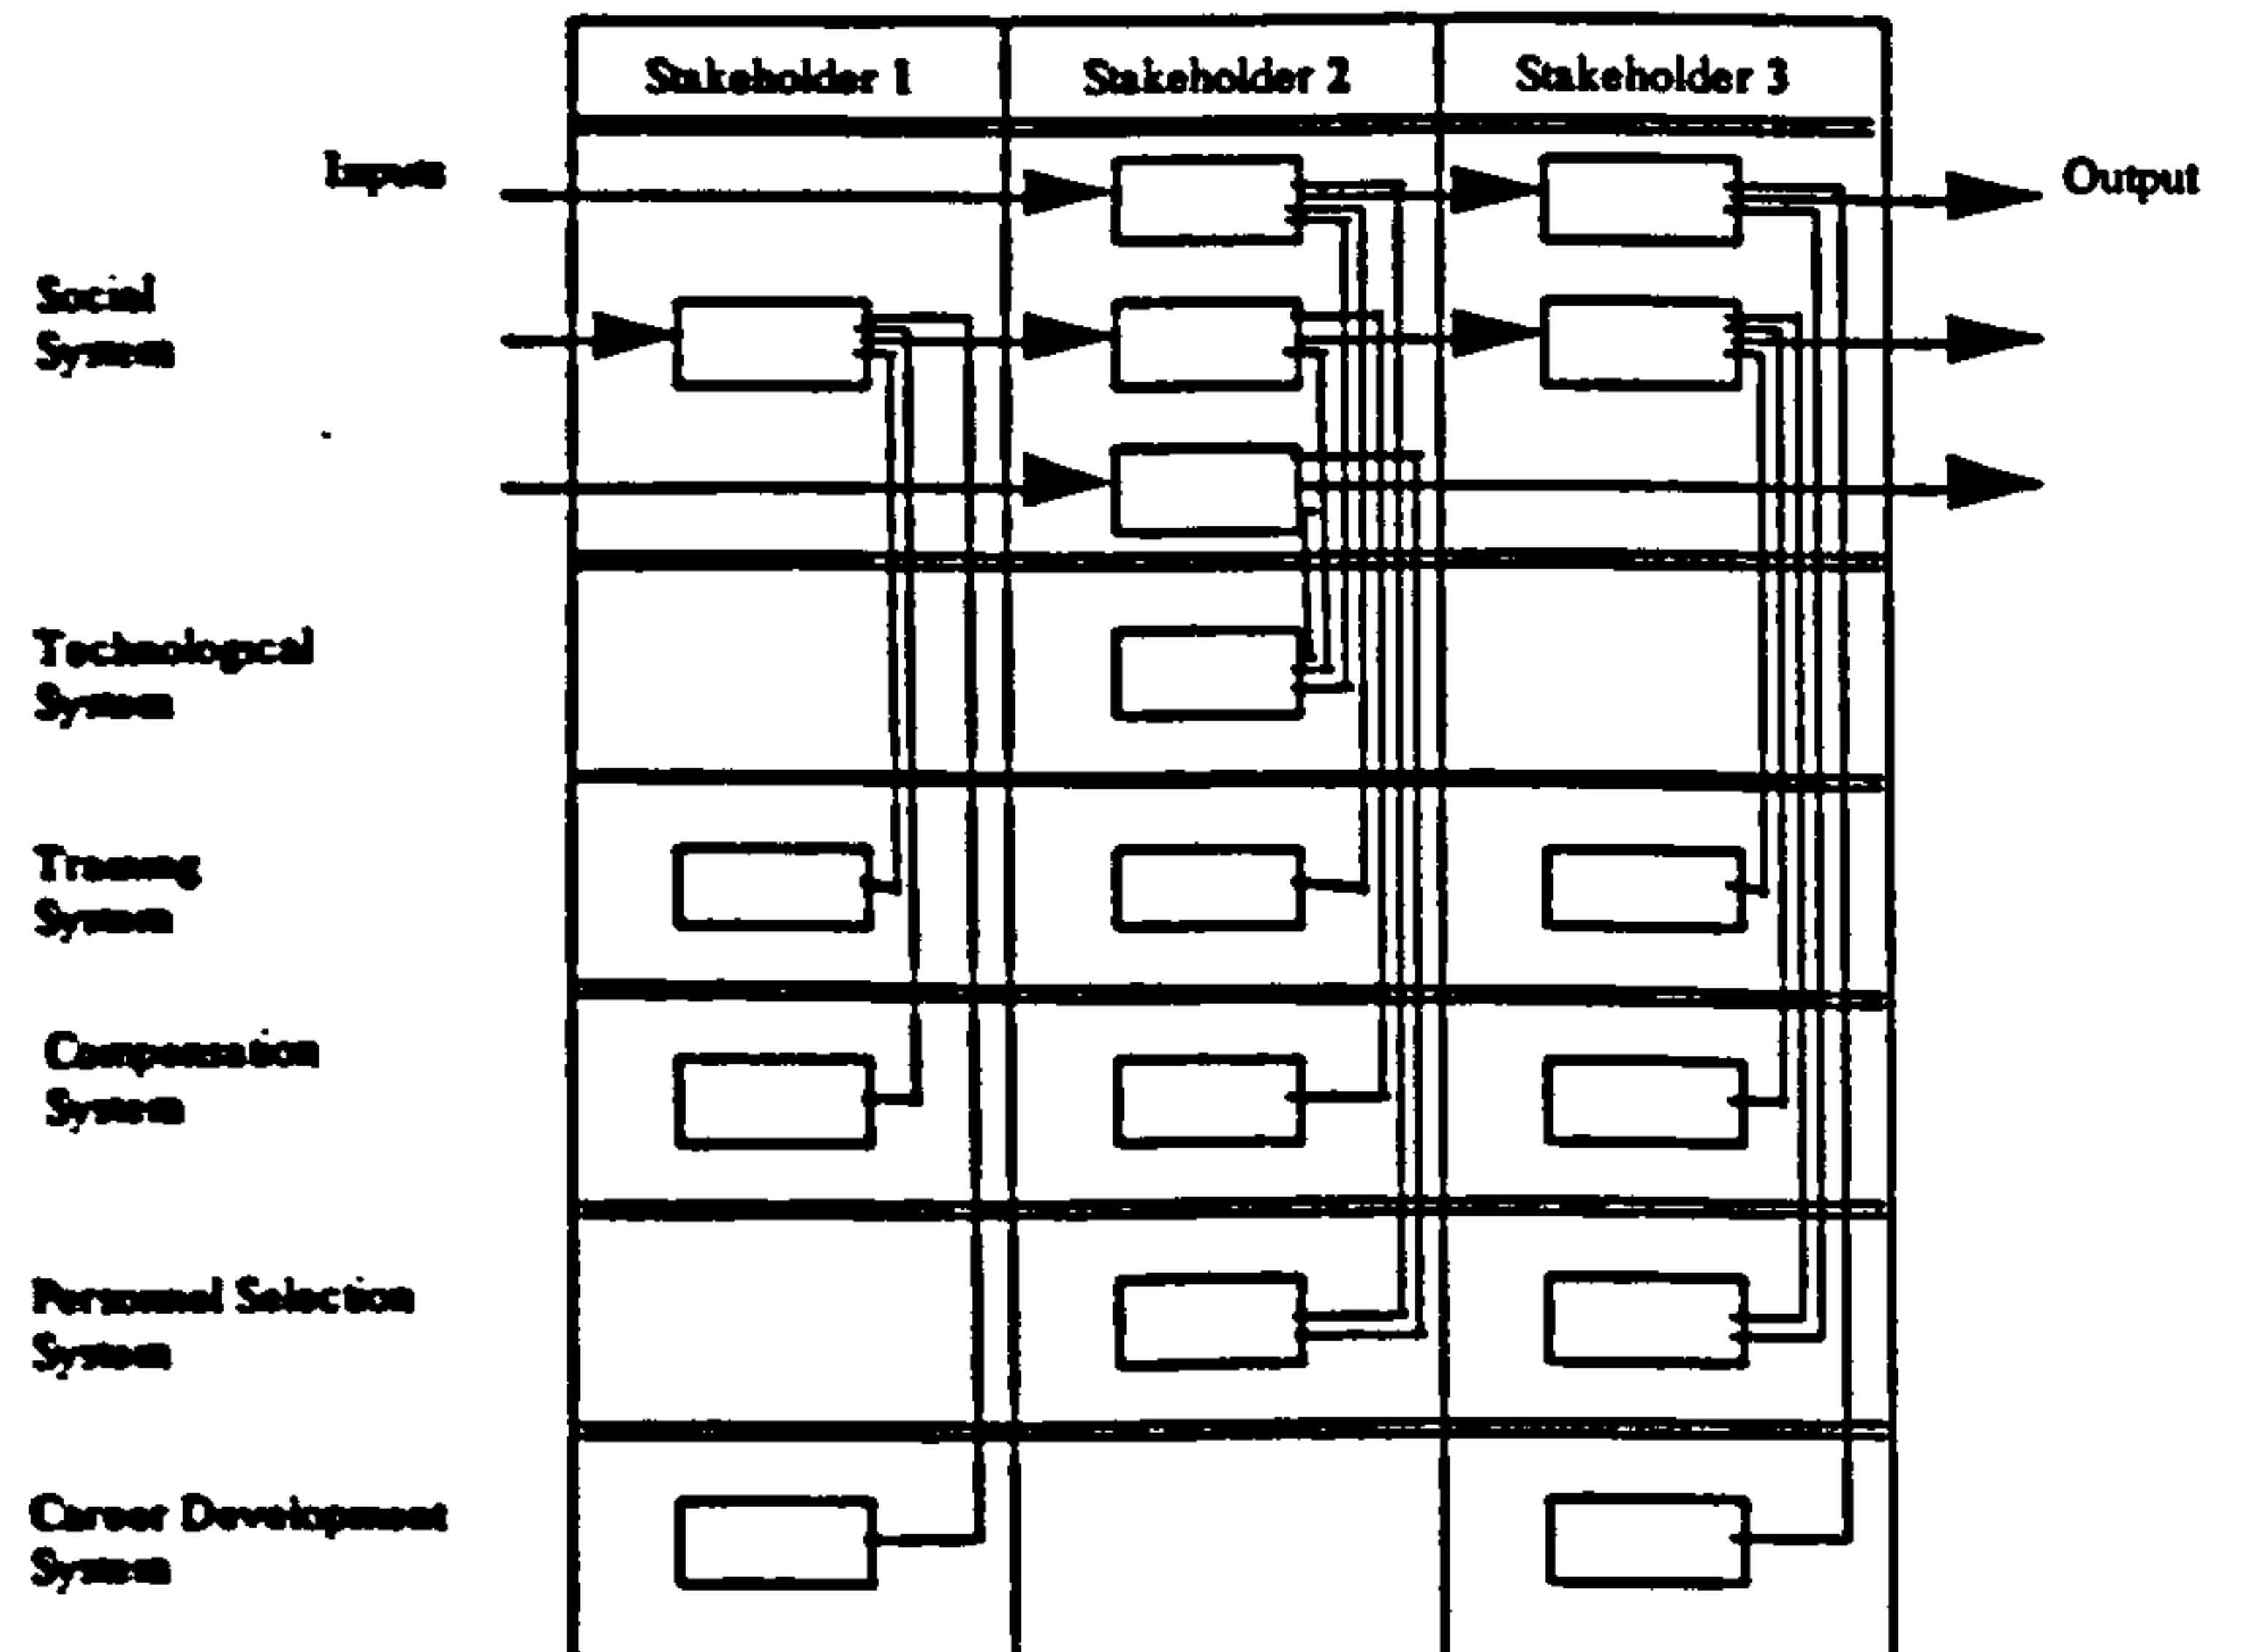 Stakeholder 1 Stakeholder 2 Stakeholder 3
Inputs
Output
Social
System
Technological
System
Training
System
Compensation
System
Personnel Selection
System
Career Development
System